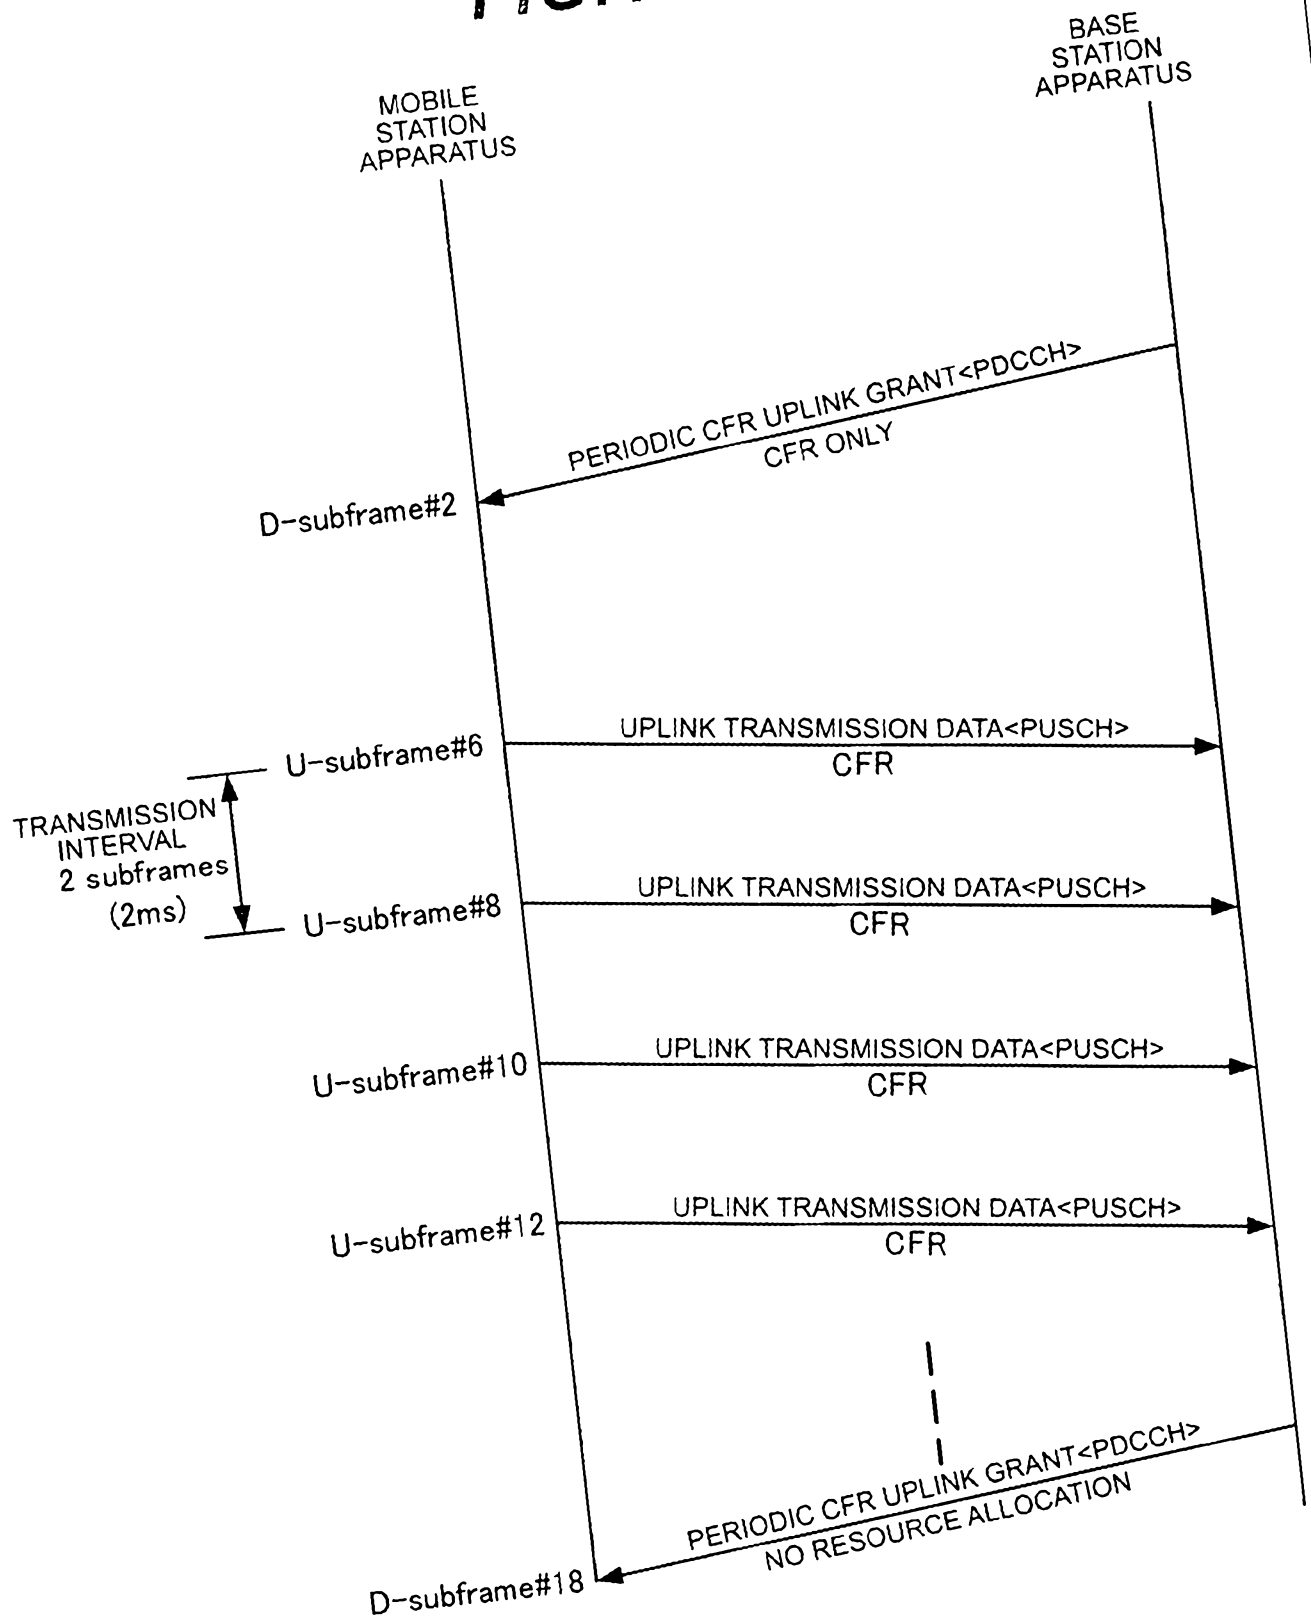 BASE
STATION
APPARATUS
MOBILE
STATION
APPARATUS
PERIODIC CFR UPLINK GRANT<PDCCH>
CFR ONLY
D-subframe#2
UPLINK TRANSMISSION DATA<PUSCH>
CFR
U-subframe#6
TRANSMISSION
INTERVAL
2 subframes
(2ms)
UPLINK TRANSMISSION DATA<PUSCH>
CFR
U-subframe#8
UPLINK TRANSMISSION DATA<PUSCH>
CFR
U-subframe#10
UPLINK TRANSMISSION DATA<PUSCH>
CFR
U-subframe#12
PERIODIC CFR UPLINK GRANT<PDCCH>
NO RESOURCE ALLOCATION
D-subframe#18